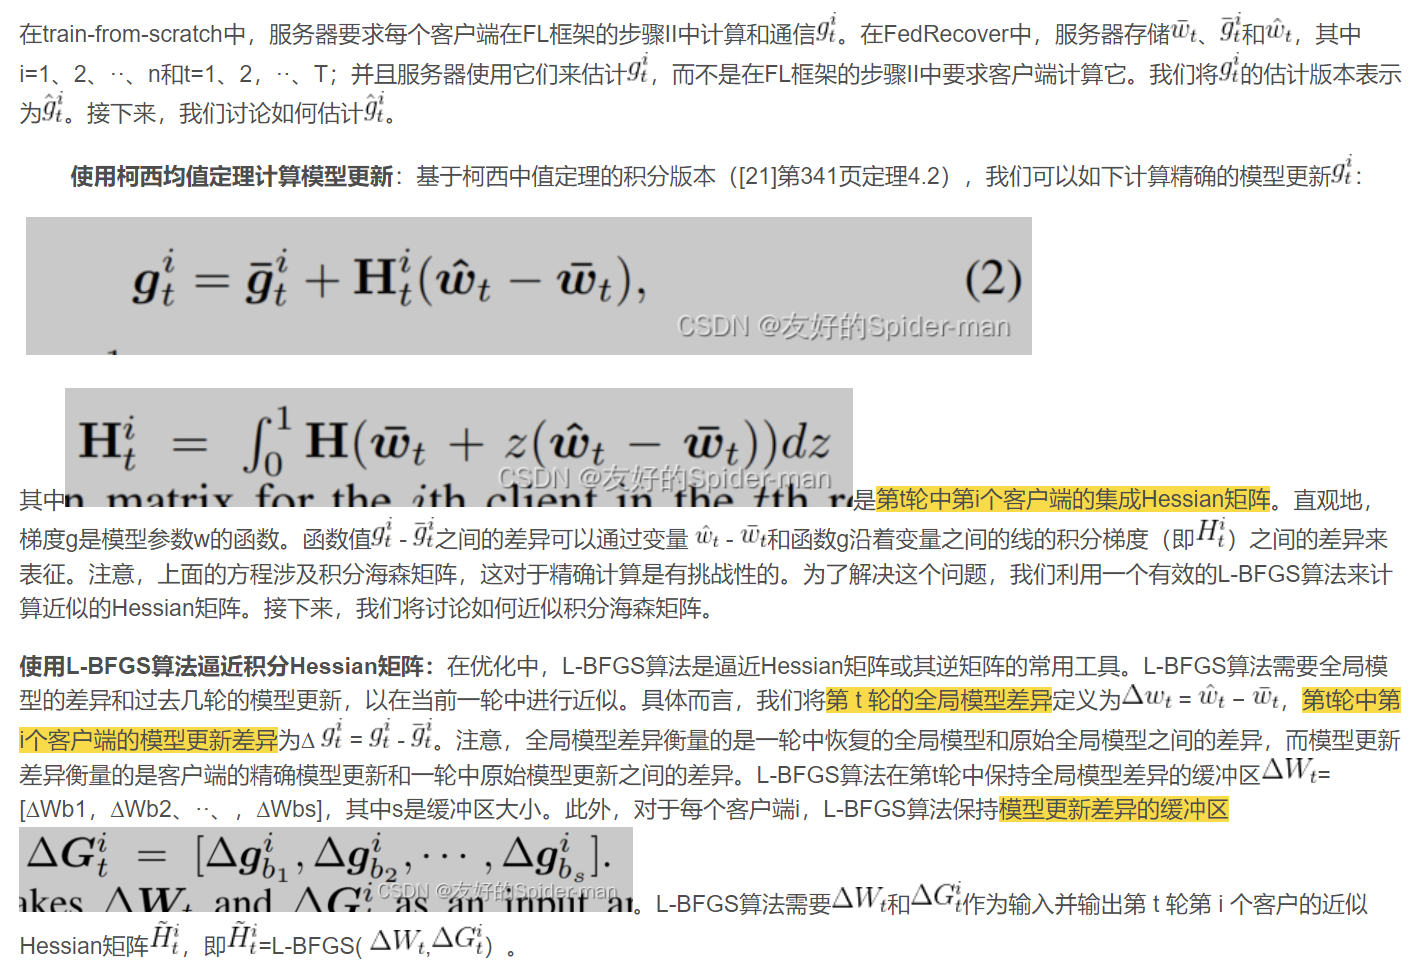 在train-from-scratch中，服务器要求每个客户端在FL框架的步骤II中计算和通信$g_t^i$。在FedRecover中，服务器存储$\bar{w}_t$、$\bar{g}_t^i$和$\hat{w}_t$，其中
i=1、2、··、n和t=1、2，··、T；并且服务器使用它们来估计$g_t^i$，而不是在FL框架的步骤II中要求客户端计算它。我们将$g_t^i$的估计版本表示
为$\hat{g}_t^i$。接下来，我们讨论如何估计$\hat{g}_t^i$。
使用柯西均值定理计算模型更新：基于柯西中值定理的积分版本（[21]第341页定理4.2），我们可以如下计算精确的模型更新$g_t^i$：
$g_t^i = \bar{g}_t^i + \mathbf{H}_t^i(\hat{w}_t - \bar{w}_t),$ (2)
CSDN @友好的Spider-man
$\mathbf{H}_t^i = \int_0^1 \mathbf{H}(\bar{w}_t + z(\hat{w}_t - \bar{w}_t))dz$
CSDN @友好的Spider-man
n matrix for the ith client in the tth r
其中是第t轮中第i个客户端的集成Hessian矩阵。直观地，
梯度g是模型参数w的函数。函数值$g_t^i$ - $\bar{g}_t^i$之间的差异可以通过变量 $\hat{w}_t$ - $\bar{w}_t$和函数g沿着变量之间的线的积分梯度（即$H_t^i$）之间的差异来
表征。注意，上面的方程涉及积分海森矩阵，这对于精确计算是有挑战性的。为了解决这个问题，我们利用一个有效的L-BFGS算法来计
算近似的Hessian矩阵。接下来，我们将讨论如何近似积分海森矩阵。
使用L-BFGS算法逼近积分Hessian矩阵：在优化中，L-BFGS算法是逼近Hessian矩阵或其逆矩阵的常用工具。L-BFGS算法需要全局模
型的差异和过去几轮的模型更新，以在当前一轮中进行近似。具体而言，我们将第 t 轮的全局模型差异定义为$\Delta w_t$ = $\hat{w}_t$ − $\bar{w}_t$，第t轮中第
i个客户端的模型更新差异为Δ $g_t^i$ = $g_t^i$ - $\bar{g}_t^i$。注意，全局模型差异衡量的是一轮中恢复的全局模型和原始全局模型之间的差异，而模型更新
差异衡量的是客户端的精确模型更新和一轮中原始模型更新之间的差异。L-BFGS算法在第t轮中保持全局模型差异的缓冲区$\Delta W_t$=
[ΔWb1，ΔWb2、··、，ΔWbs]，其中s是缓冲区大小。此外，对于每个客户端i，L-BFGS算法保持模型更新差异的缓冲区
$\Delta G_t^i = [\Delta g_{b_1}^i, \Delta g_{b_2}^i, \cdots, \Delta g_{b_s}^i].$
CSDN @友好的Spider-man
akes $\Delta W_t$ and $\Delta G_t^i$ as an input a
。L-BFGS算法需要$\Delta W_t$和$\Delta G_t^i$作为输入并输出第 t 轮第 i 个客户的近似
Hessian矩阵$\tilde{H}_t^i$，即$\tilde{H}_t^i$=L-BFGS( $\Delta W_t$,$\Delta G_t^i$）。